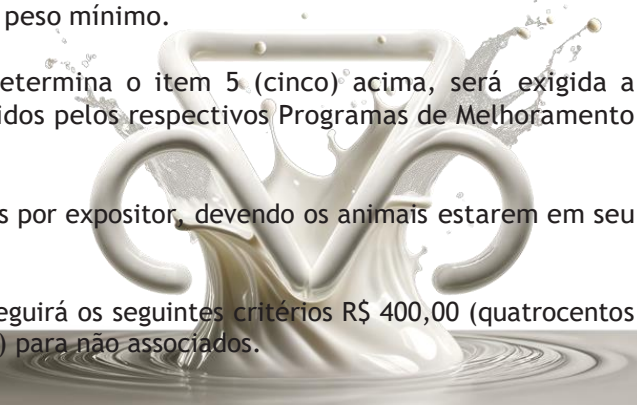 peso mínimo.
etermina o item 5 (cinco) acima, será exigida a
idos pelos respectivos Programas de Melhoramento
s por expositor, devendo os animais estarem em seu
eguirá os seguintes critérios R$ 400,00 (quatrocentos
) para não associados.